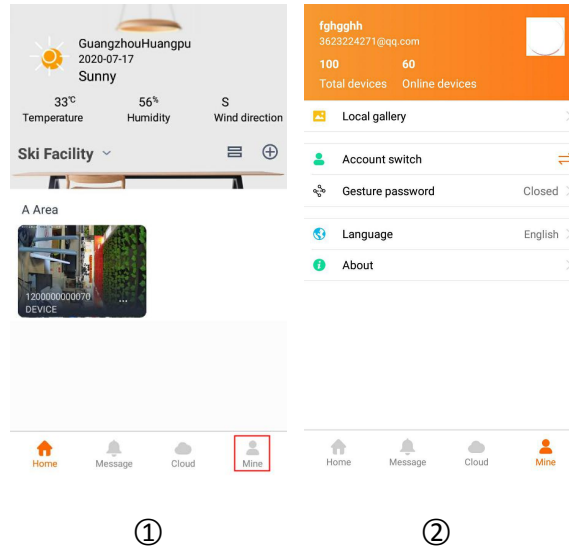 GuangzhouHuangpu
2020-07-17
Sunny
33℃ 56% S
Temperature Humidity Wind direction
Ski Facility
A Area
1200000000070
...
DEVICE
Home Message Cloud Mine
①
fghgghh
3623224271@qq.com
100 60
Total devices Online devices
Local gallery
Account switch
Gesture password Closed
Language English
About
Home Message Cloud Mine
②